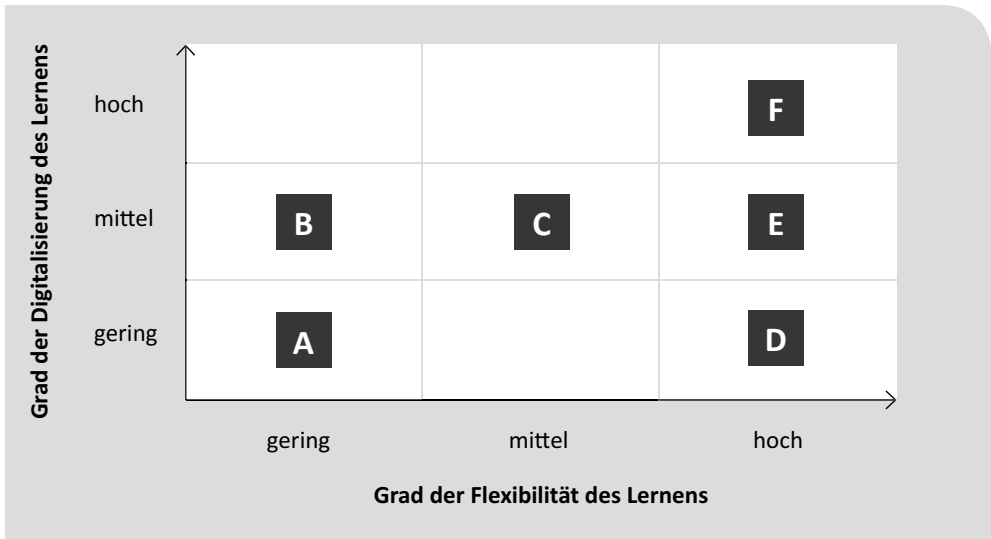 Grad der Digitalisierung des Lernens
hoch
F
mittel
B
C
E
gering
A
D
gering
mittel
hoch
Grad der Flexibilität des Lernens